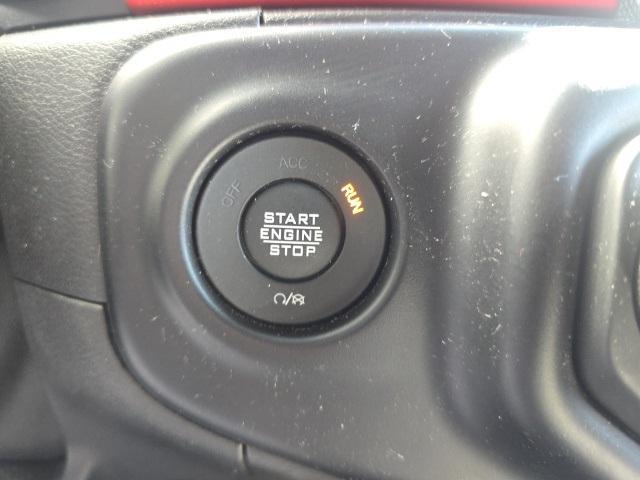 OFF
ACC
RUN
START
ENGINE
STOP